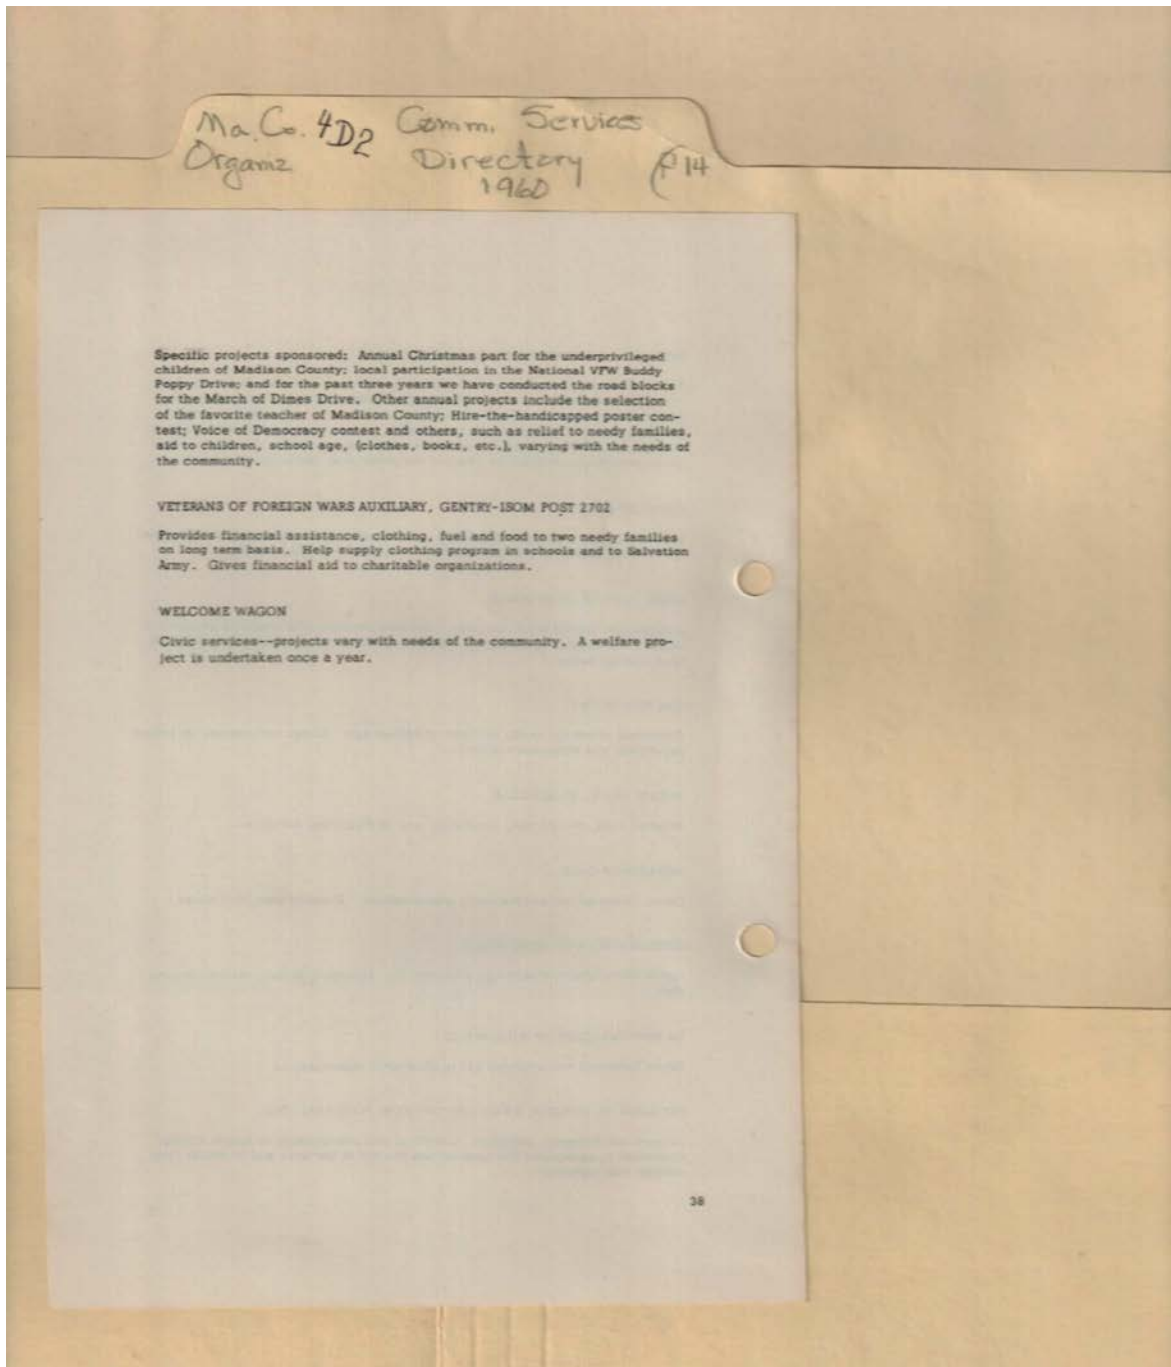 Ma. Co. 4D2 Comm. Services
Organiz Directory
1960 P14
Specific projects sponsored: Annual Christmas part for the underprivileged
children of Madison County; local participation in the National VFW Buddy
Poppy Drive; and for the past three years we have conducted the road blocks
for the March of Dimes Drive. Other annual projects include the selection
of the favorite teacher of Madison County; Hire-the-handicapped poster con-
test; Voice of Democracy contest and others, such as relief to needy families,
aid to children, school age, (clothes, books, etc.), varying with the needs of
the community.
VETERANS OF FOREIGN WARS AUXILIARY, GENTRY-ISOM POST 2702
Provides financial assistance, clothing, fuel and food to two needy families
on long term basis. Help supply clothing program in schools and to Salvation
Army. Gives financial aid to charitable organizations.
WELCOME WAGON
Civic services--projects vary with needs of the community. A welfare pro-
ject is undertaken once a year.
38